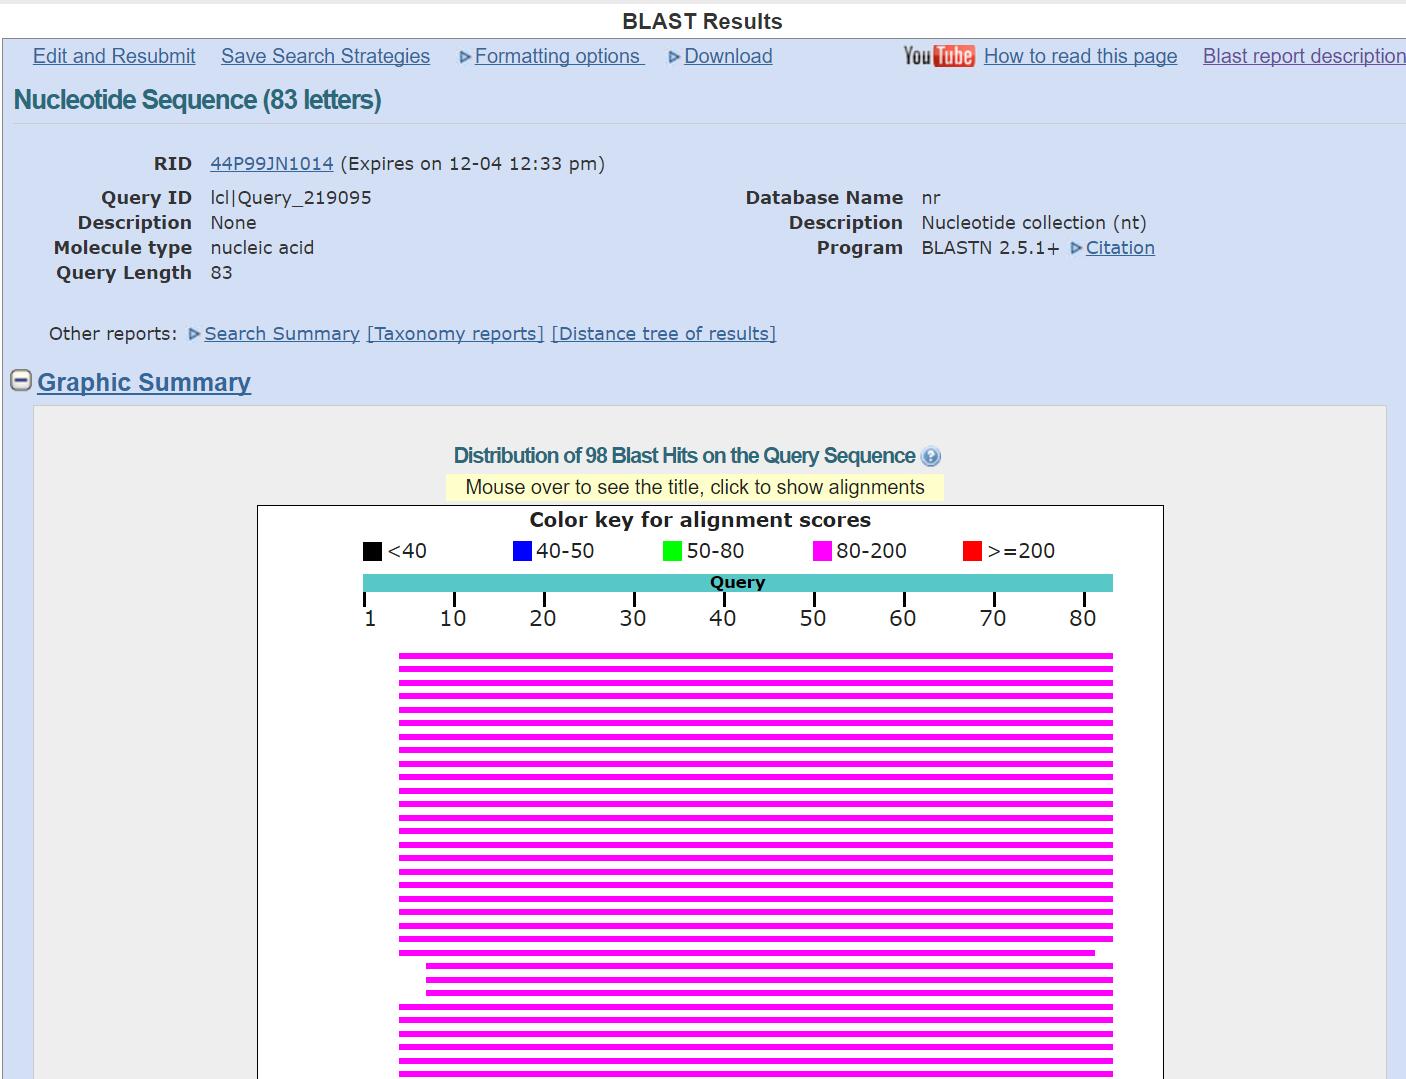 BLAST Results
Edit and Resubmit Save Search Strategies Formatting options Download YouTube How to read this page Blast report description
Nucleotide Sequence (83 letters)
RID 44P99JN1014 (Expires on 12-04 12:33 pm)
Query ID lcl|Query_219095 Database Name nr
Description None Description Nucleotide collection (nt)
Molecule type nucleic acid Program BLASTN 2.5.1+ Citation
Query Length 83
Other reports: Search Summary [Taxonomy reports] [Distance tree of results]
Graphic Summary
Distribution of 98 Blast Hits on the Query Sequence ?
Mouse over to see the title, click to show alignments
Color key for alignment scores
<40 40-50 50-80 80-200 >=200
Query
1 10 20 30 40 50 60 70 80